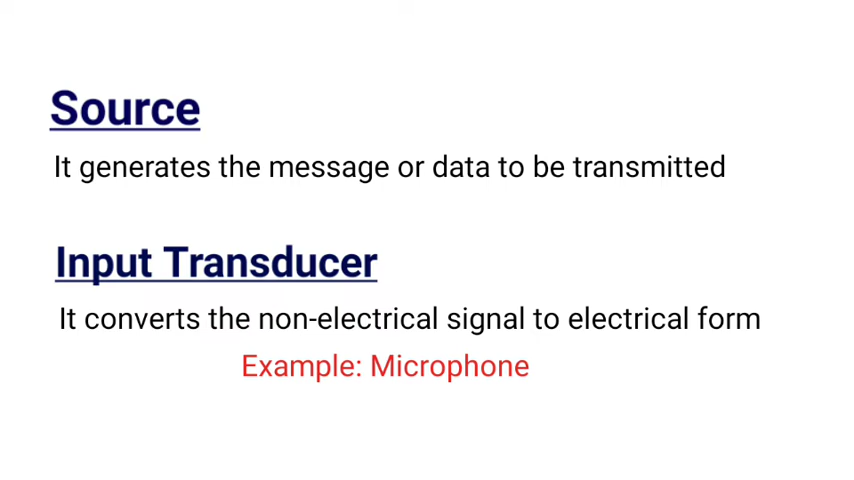 Source
It generates the message or data to be transmitted
Input Transducer
It converts the non-electrical signal to electrical form
Example: Microphone